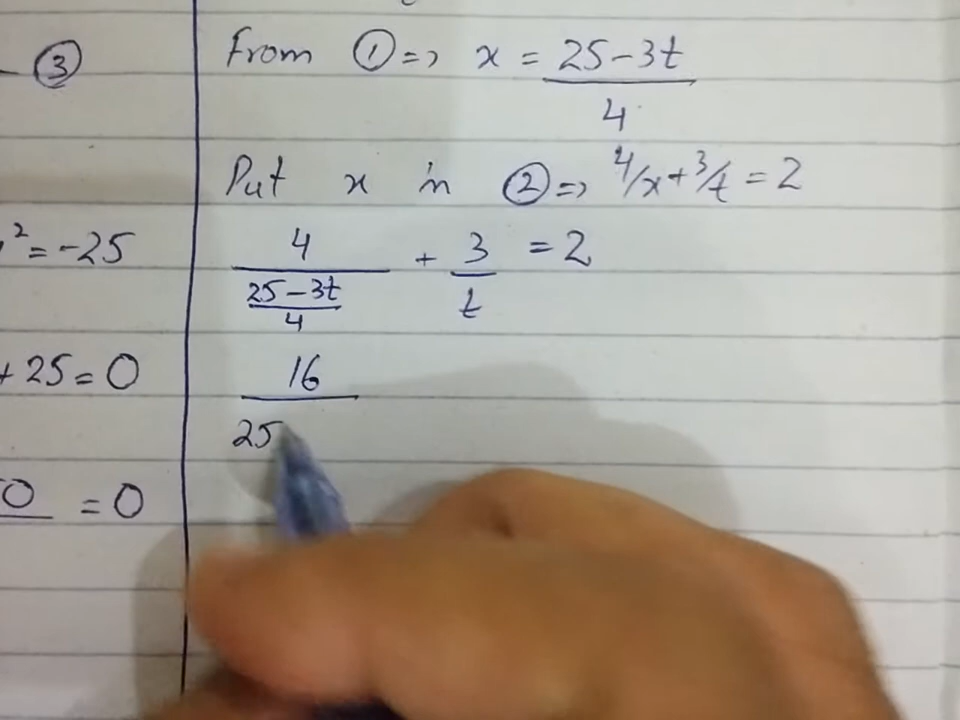 ③
² = -25
+ 25 = 0
0 = 0
From ① => x = 25 - 3t / 4
Put x in ② => 4/x + 3/t = 2
4 / (25 - 3t / 4) + 3 / t = 2
16
25